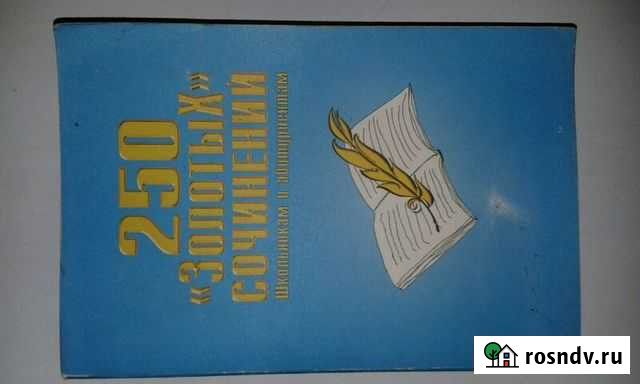 250
«ЗОЛОТЫХ»
СОЧИНЕНИЙ
Школьникам и абитуриентам
rosndv.ru